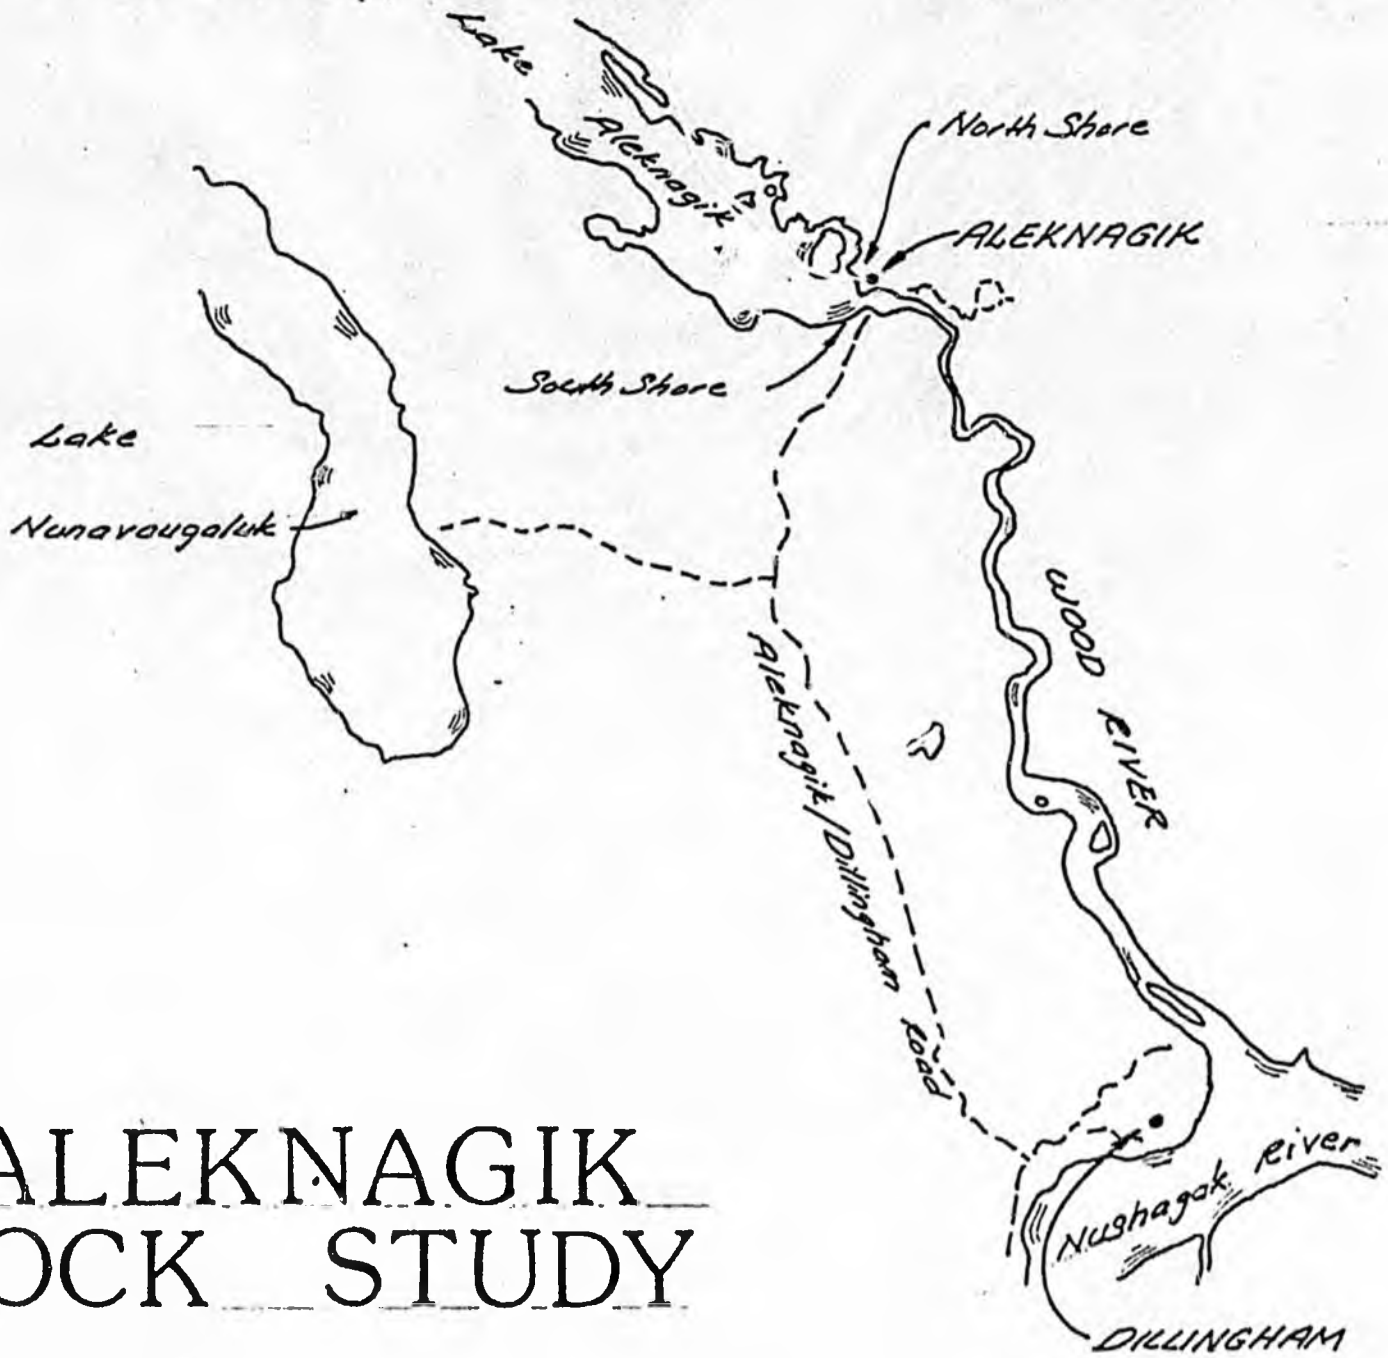 Lake
Aleknagik
North Shore
ALEKNAGIK
South Shore
Lake
Nunavaugaluk
WOOD RIVER
Aleknagik/Dillingham Road
Nushagak River
DILLINGHAM
ALEKNAGIK
OCK STUDY